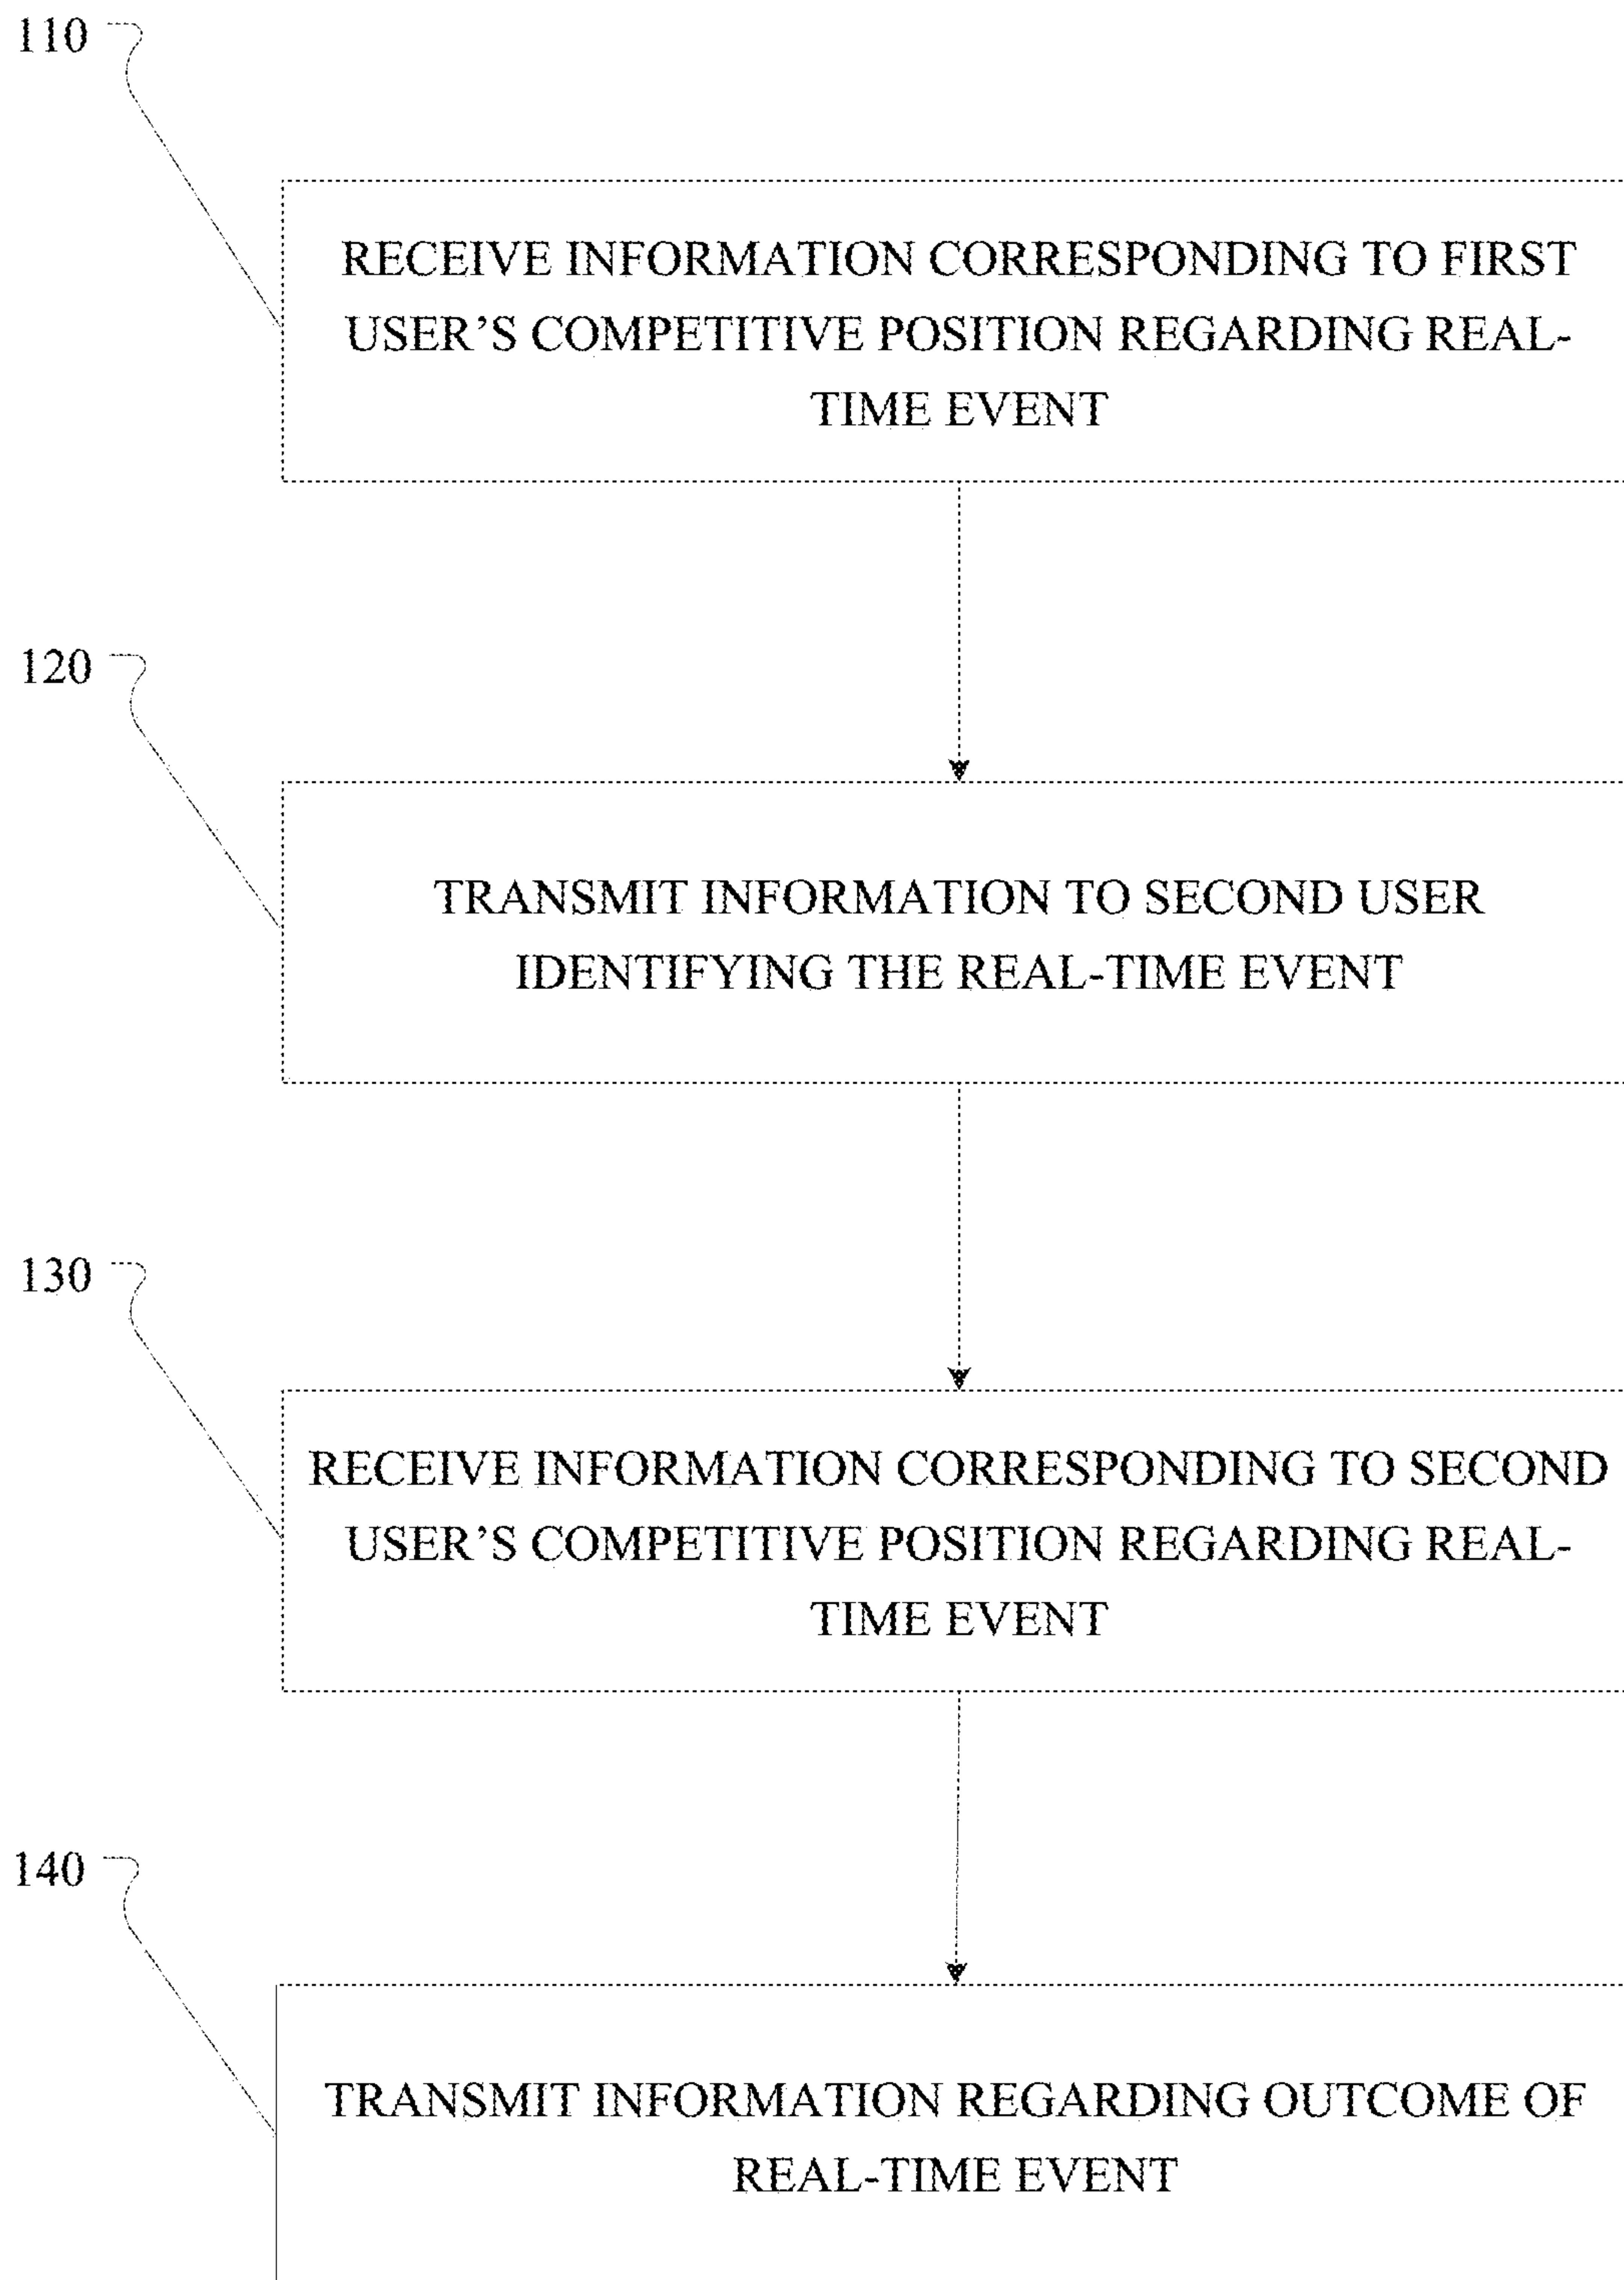 110
RECEIVE INFORMATION CORRESPONDING TO FIRST
USER’S COMPETITIVE POSITION REGARDING REAL-
TIME EVENT
120
TRANSMIT INFORMATION TO SECOND USER
IDENTIFYING THE REAL-TIME EVENT
130
RECEIVE INFORMATION CORRESPONDING TO SECOND
USER’S COMPETITIVE POSITION REGARDING REAL-
TIME EVENT
140
TRANSMIT INFORMATION REGARDING OUTCOME OF
REAL-TIME EVENT